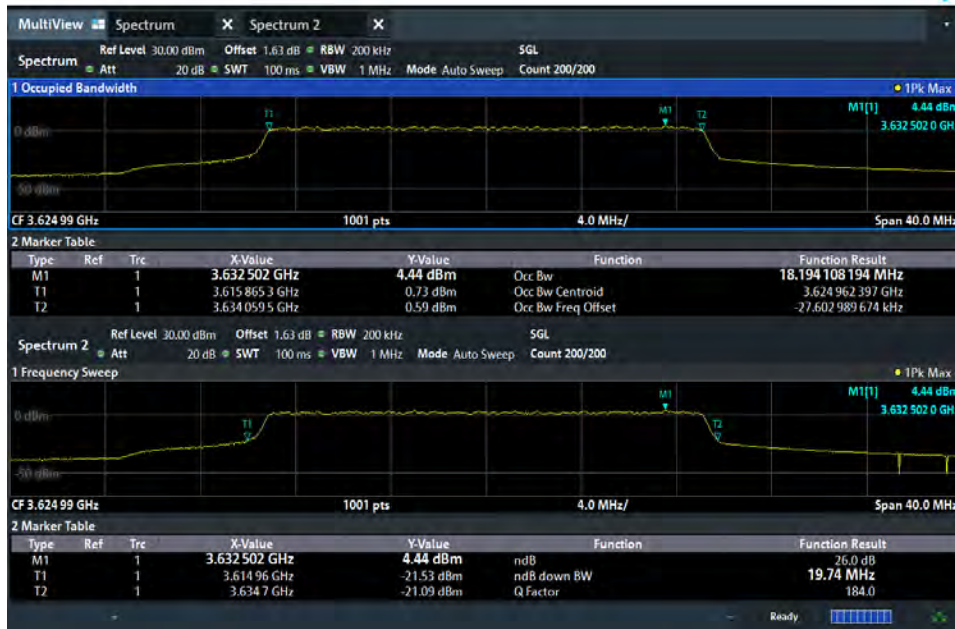 MultiView Spectrum X Spectrum 2 X
Ref Level 30.00 dBm Offset 1.63 dB RBW 200 kHz SGL
Spectrum Att 20 dB SWT 100 ms VBW 1 MHz Mode Auto Sweep Count 200/200
1 Occupied Bandwidth 1Pk Max
M1[1] 4.44 dBm
3.632 502 0 GH
T1 M1 T2
0 dBm
-50 dBm
CF 3.624 99 GHz 1001 pts 4.0 MHz/ Span 40.0 MHz
2 Marker Table
Type Ref Trc X-Value Y-Value Function Function Result
M1 1 3.632 502 GHz 4.44 dBm Occ Bw 18.194 108 194 MHz
T1 1 3.615 865 3 GHz 0.73 dBm Occ Bw Centroid 3.624 962 397 GHz
T2 1 3.634 059 5 GHz 0.59 dBm Occ Bw Freq Offset -27.602 989 674 kHz
Ref Level 30.00 dBm Offset 1.63 dB RBW 200 kHz SGL
Spectrum 2 Att 20 dB SWT 100 ms VBW 1 MHz Mode Auto Sweep Count 200/200
1 Frequency Sweep 1Pk Max
M1[1] 4.44 dBm
3.632 502 0 GH
M1
0 dBm
T1 T2
-50 dBm
CF 3.624 99 GHz 1001 pts 4.0 MHz/ Span 40.0 MHz
2 Marker Table
Type Ref Trc X-Value Y-Value Function Function Result
M1 1 3.632 502 GHz 4.44 dBm ndB 26.0 dB
T1 1 3.614 96 GHz -21.53 dBm ndB down BW 19.74 MHz
T2 1 3.634 7 GHz -21.09 dBm Q Factor 184.0
Ready